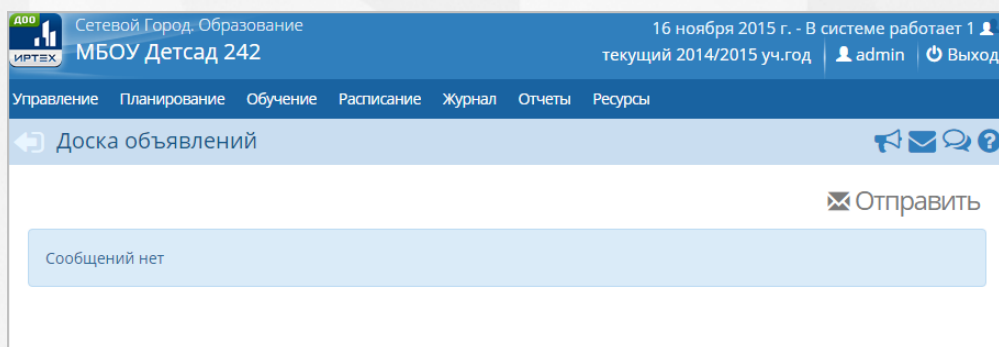 ДОО
ИРТЕХ
Сетевой Город. Образование
МБОУ Детсад 242
16 ноября 2015 г. - В системе работает 1
текущий 2014/2015 уч.год admin Выход
Управление Планирование Обучение Расписание Журнал Отчеты Ресурсы
Доска объявлений
Отправить
Сообщений нет